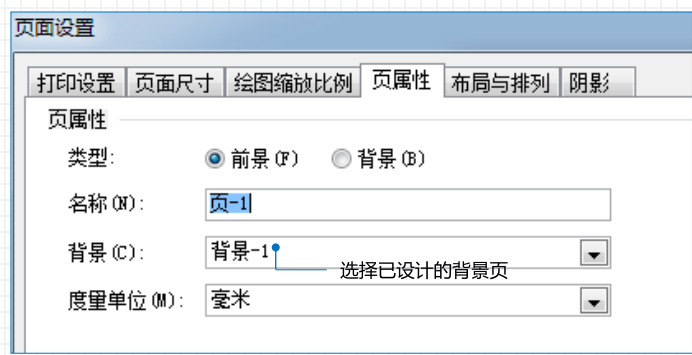 页面设置
打印设置 页面尺寸 绘图缩放比例 页属性 布局与排列 阴影
页属性
类型: 前景(F) 背景(B)
名称(N): 页-1
背景(C): 背景-1
选择已设计的背景页
度量单位(M): 毫米